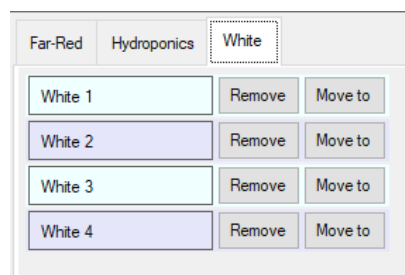 Far-Red Hydroponics White
White 1 Remove Move to
White 2 Remove Move to
White 3 Remove Move to
White 4 Remove Move to